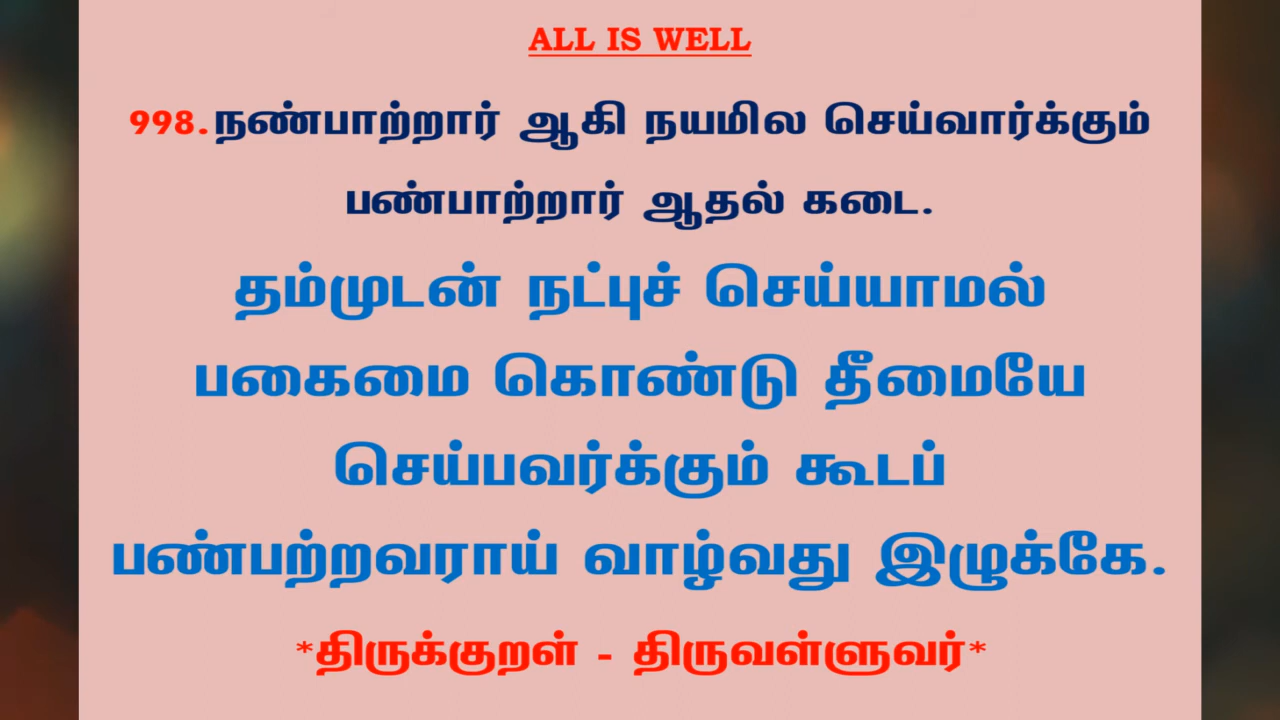 ALL IS WELL
998.நண்பாற்றார் ஆகி நயமில செய்வார்க்கும்
பண்பாற்றார் ஆதல் கடை.
தம்முடன் நட்புச் செய்யாமல்
பகைமை கொண்டு தீமையே
செய்பவர்க்கும் கூடப்
பண்பற்றவராய் வாழ்வது இழுக்கே.
*திருக்குறள் - திருவள்ளுவர்*